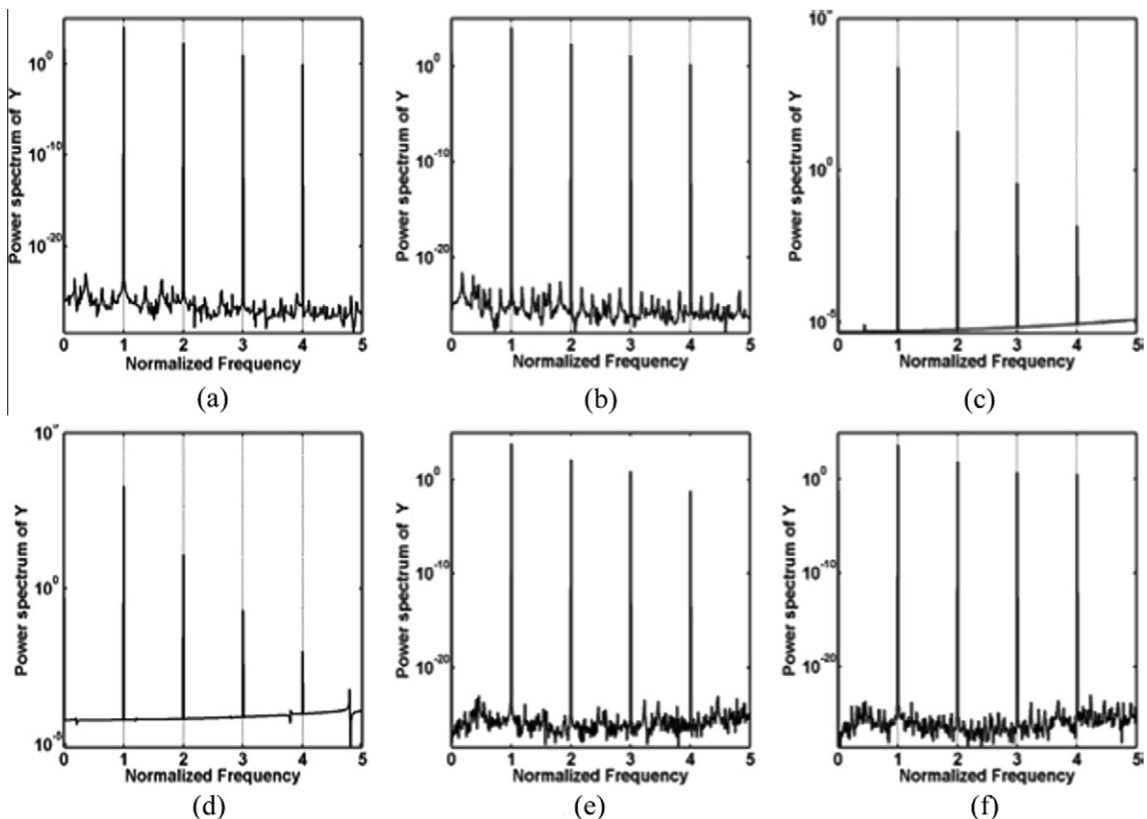 Power spectrum of Y
10^0
10^-10
10^-20
0 1 2 3 4 5
Normalized Frequency
(a)
Power spectrum of Y
10^0
10^-10
10^-20
0 1 2 3 4 5
Normalized Frequency
(b)
Power spectrum of Y
10^0
10^-5
0 1 2 3 4
Normalized Frequency
(c)
Power spectrum of Y
10^0
10^-5
0 1 2 3 4 5
Normalized Frequency
(d)
Power spectrum of Y
10^0
10^-10
10^-20
0 1 2 3 4 5
Normalized Frequency
(e)
Power spectrum of Y
10^0
10^-10
10^-20
0 1 2 3 4
Normalized Frequency
(f)